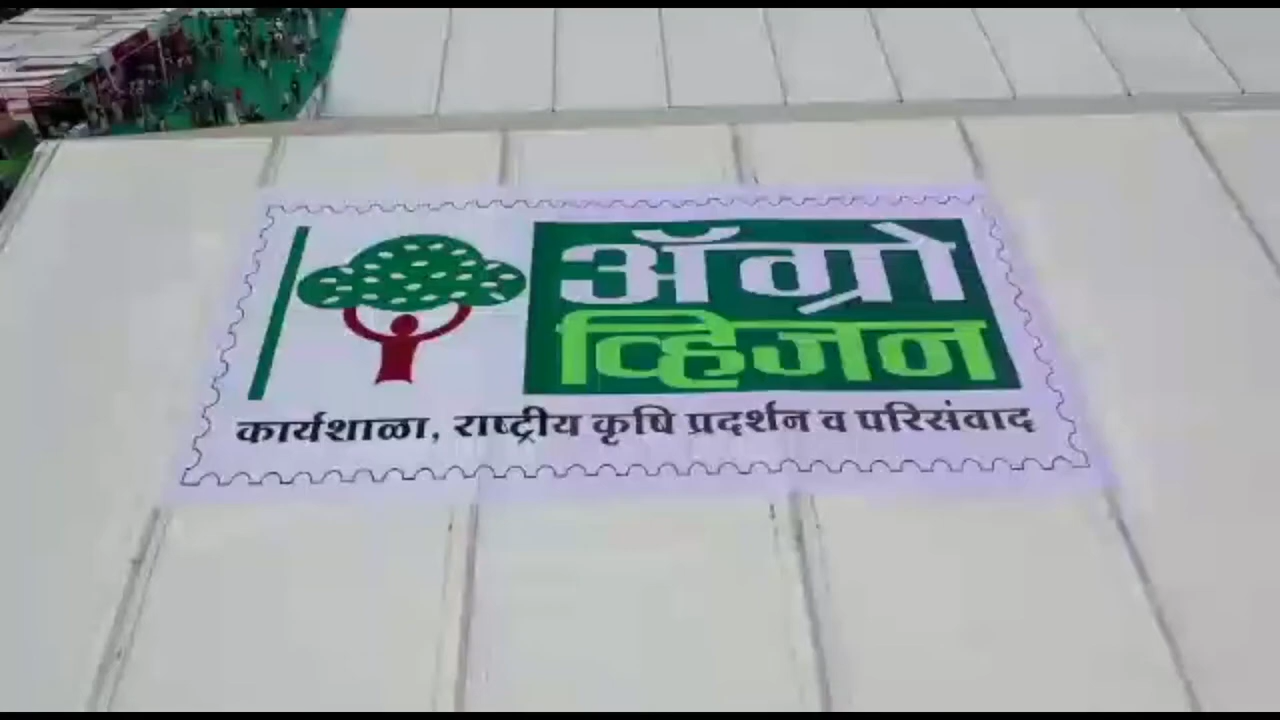 ॲग्रो
व्हिजन
कार्यशाळा, राष्ट्रीय कृषि प्रदर्शन व परिसंवाद